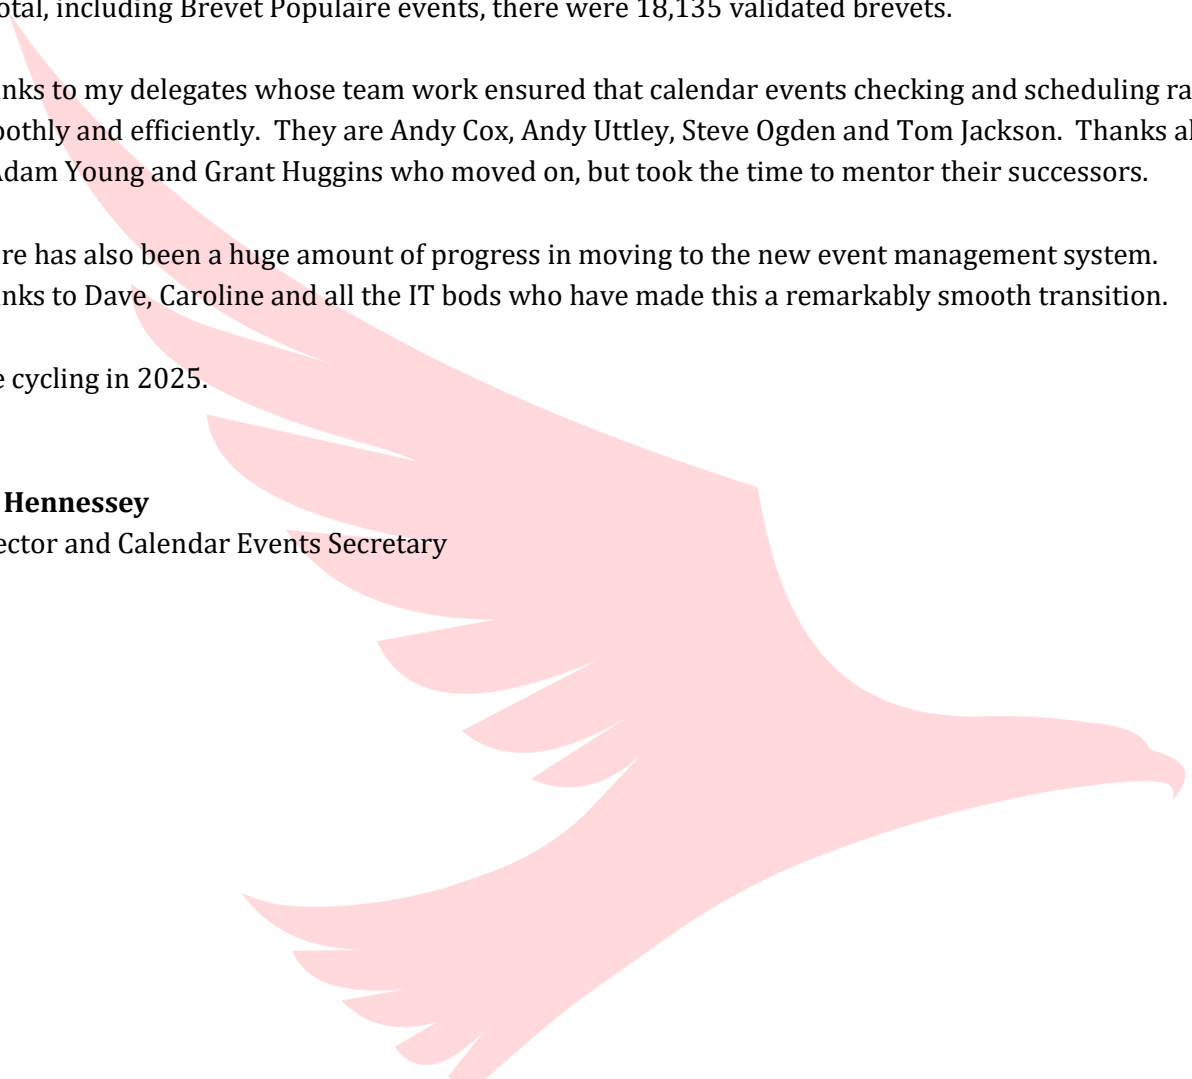 otal, including Brevet Populaire events, there were 18,135 validated brevets.
nks to my delegates whose team work ensured that calendar events checking and scheduling ra
oothly and efficiently.  They are Andy Cox, Andy Uttley, Steve Ogden and Tom Jackson.  Thanks al
Adam Young and Grant Huggins who moved on, but took the time to mentor their successors.
re has also been a huge amount of progress in moving to the new event management system.
nks to Dave, Caroline and all the IT bods who have made this a remarkably smooth transition.
e cycling in 2025.
Hennessey
ector and Calendar Events Secretary